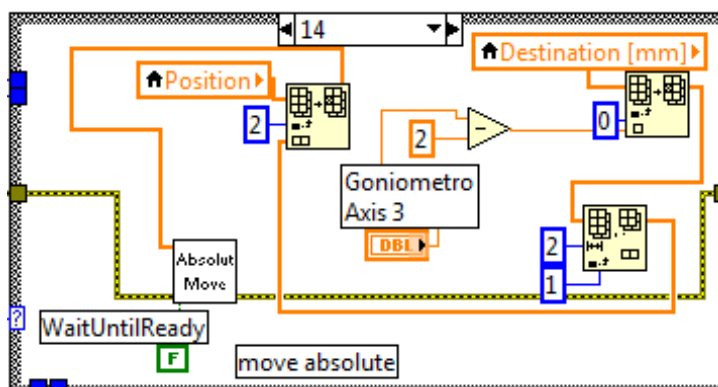 14
Position
Destination [mm]
2
2
0
Goniometro
Axis 3
DBL
2
1
Absolut
Move
?
WaitUntilReady
F
move absolute